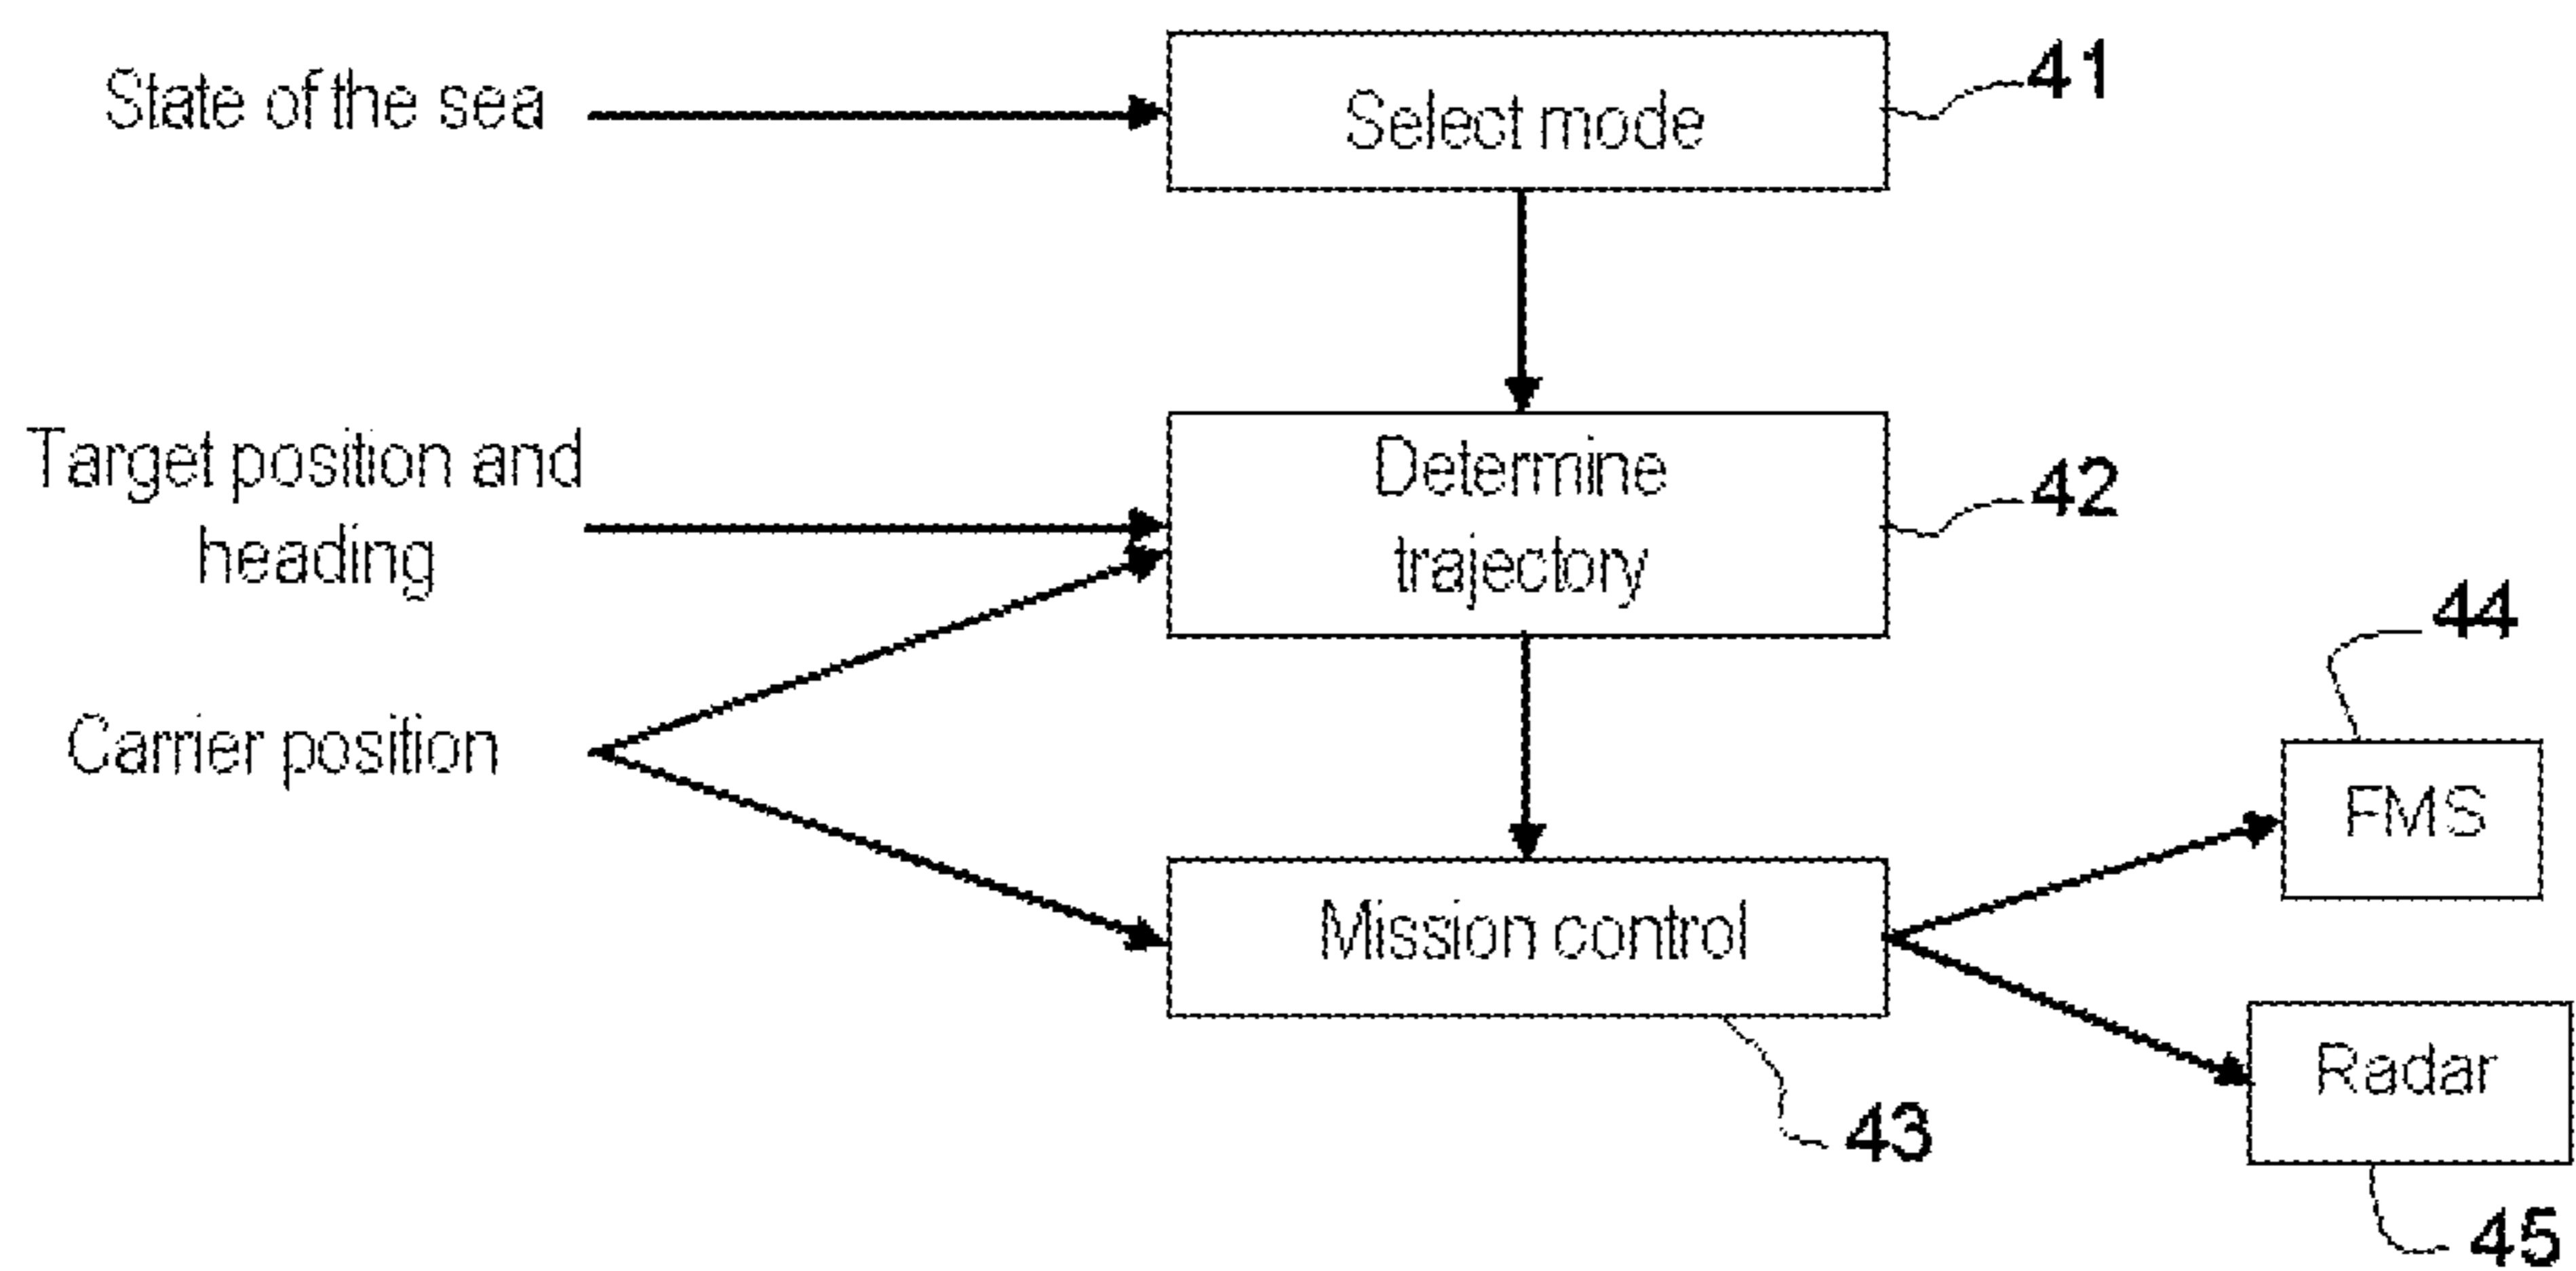 State of the sea
Select mode
41
Target position and
heading
Determine
trajectory
42
Carrier position
Mission control
43
44
FMS
Radar
45